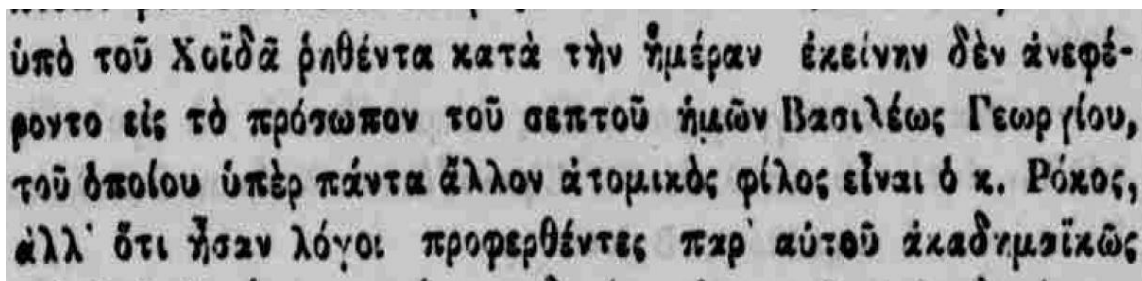 ὑπὸ τοῦ Χοϊδᾶ ῥηθέντα κατὰ τὴν ἡμέραν ἐκείνην δὲν ἀνεφέ-
ροντο εἰς τὸ πρόσωπον τοῦ σεπτοῦ ἡμῶν Βασιλέως Γεωργίου,
τοῦ ὁποίου ὑπὲρ πάντα ἄλλον ἀτομικὸς φίλος εἶναι ὁ κ. Ρόκος,
ἀλλ' ὅτι ἦσαν λόγοι προφερθέντες παρ' αὐτοῦ ἀκαδημαϊκῶς